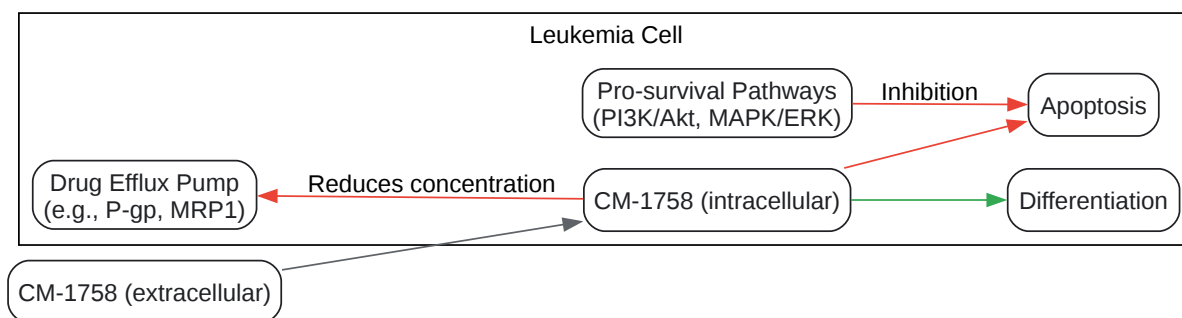 Leukemia Cell
Pro-survival Pathways
(PI3K/Akt, MAPK/ERK)
Inhibition
Apoptosis
Drug Efflux Pump
(e.g., P-gp, MRP1)
Reduces concentration
CM-1758 (intracellular)
Differentiation
CM-1758 (extracellular)